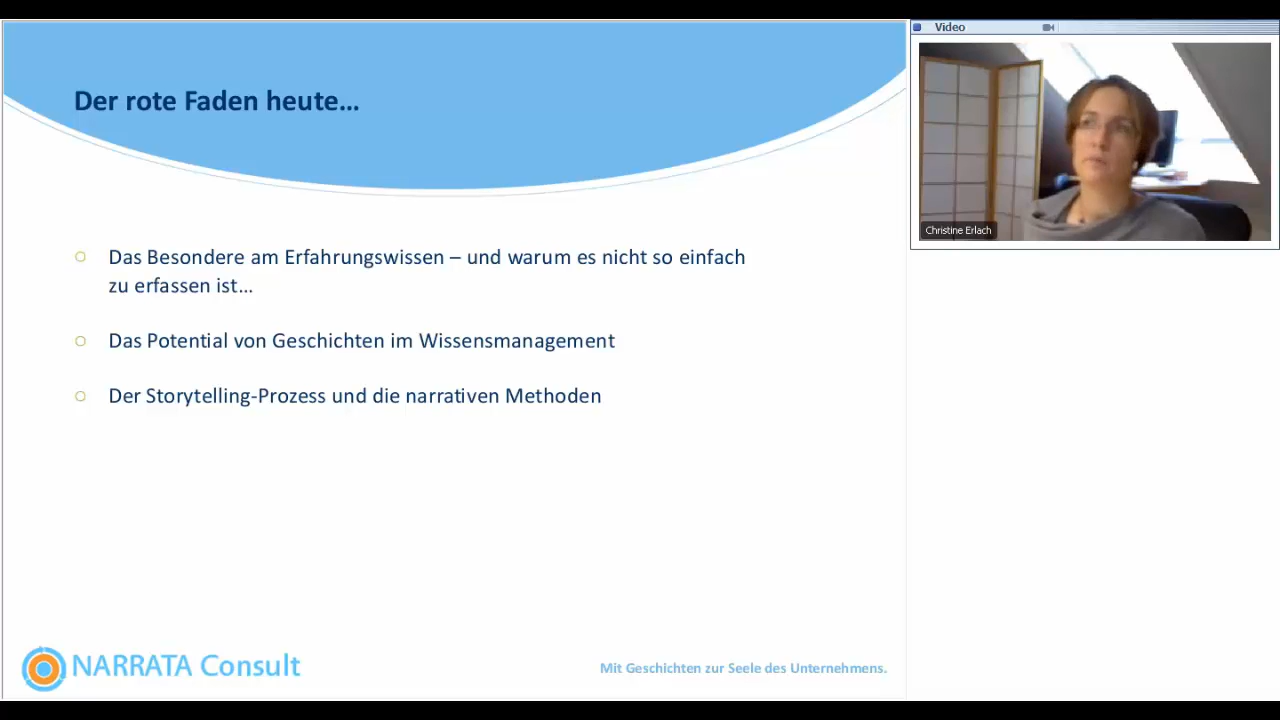 Der rote Faden heute...
Das Besondere am Erfahrungswissen – und warum es nicht so einfach
zu erfassen ist...
Das Potential von Geschichten im Wissensmanagement
Der Storytelling-Prozess und die narrativen Methoden
NARRATA Consult
Mit Geschichten zur Seele des Unternehmens.
Video
Christine Erlach